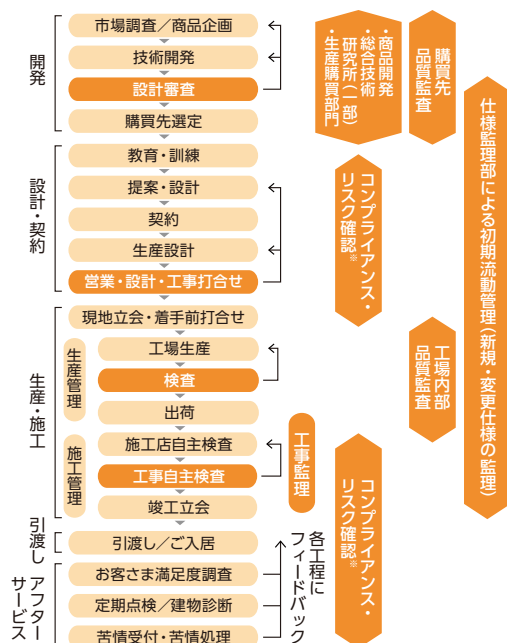 開発
市場調査／商品企画
技術開発
設計審査
購買先選定
設計・契約
教育・訓練
提案・設計
契約
生産設計
営業・設計・工事打合せ
生産・施工
現地立会・着手前打合せ
生産管理
工場生産
検査
出荷
施工管理
施工店自主検査
工事自主検査
竣工立会
工事監理
引渡し
引渡し／ご入居
アフター
サービス
お客さま満足度調査
定期点検／建物診断
苦情受付・苦情処理
各工程に
フィードバック
・商品開発
・総合技術
研究所（一部）
・生産購買部門
購買先
品質監査
コンプライアンス・
リスク確認※
工場内部
品質監査
コンプライアンス・
リスク確認※
仕様監理部による初期流動管理（新規・変更仕様の監理）